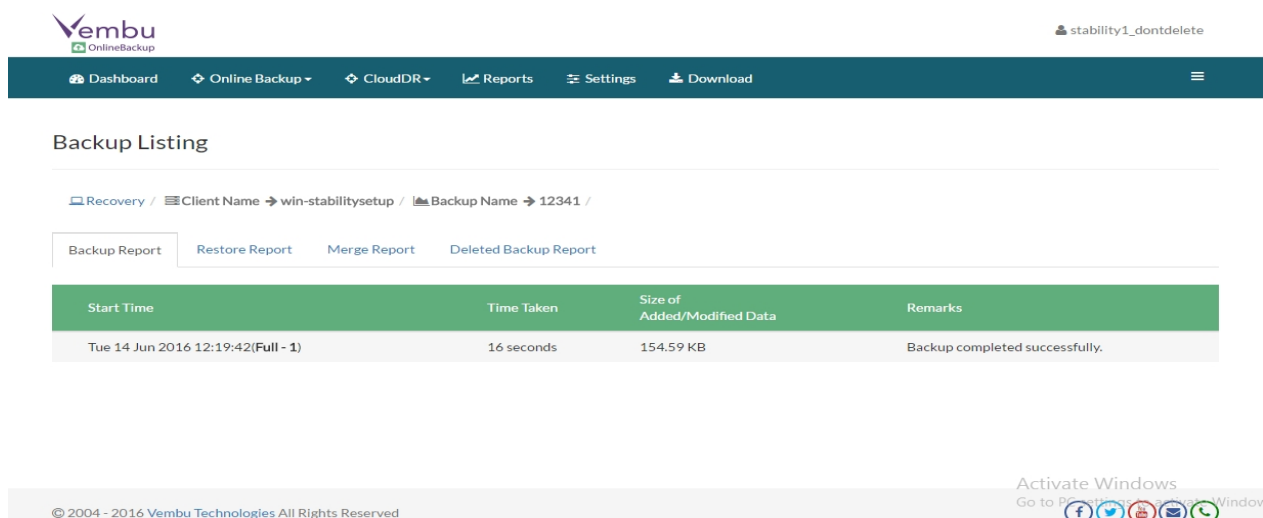 Vembu
OnlineBackup
stability1_dontdelete
Dashboard Online Backup CloudDR Reports Settings Download
Backup Listing
Recovery / Client Name → win-stabilitysetup / Backup Name → 12341 /
Backup Report Restore Report Merge Report Deleted Backup Report
Start Time Time Taken Size of Added/Modified Data Remarks
Tue 14 Jun 2016 12:19:42(Full - 1) 16 seconds 154.59 KB Backup completed successfully.
Activate Windows
Go to
© 2004 - 2016 Vembu Technologies All Rights Reserved